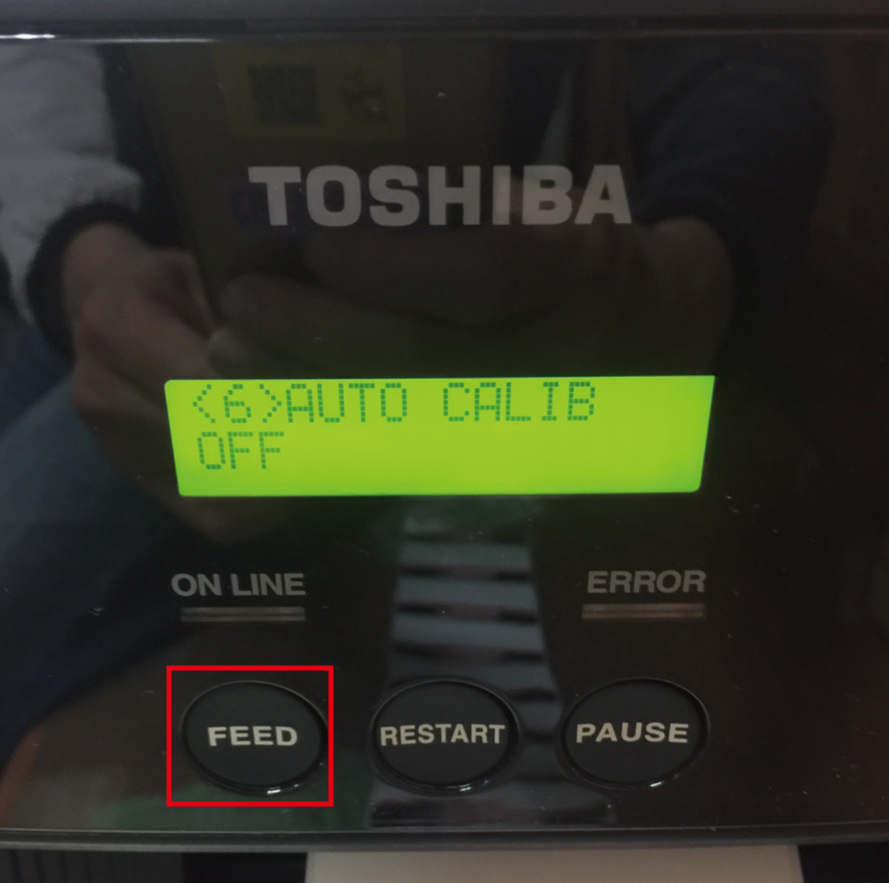 TOSHIBA
<6>AUTO CALIB
OFF
ON LINE
ERROR
FEED
RESTART
PAUSE